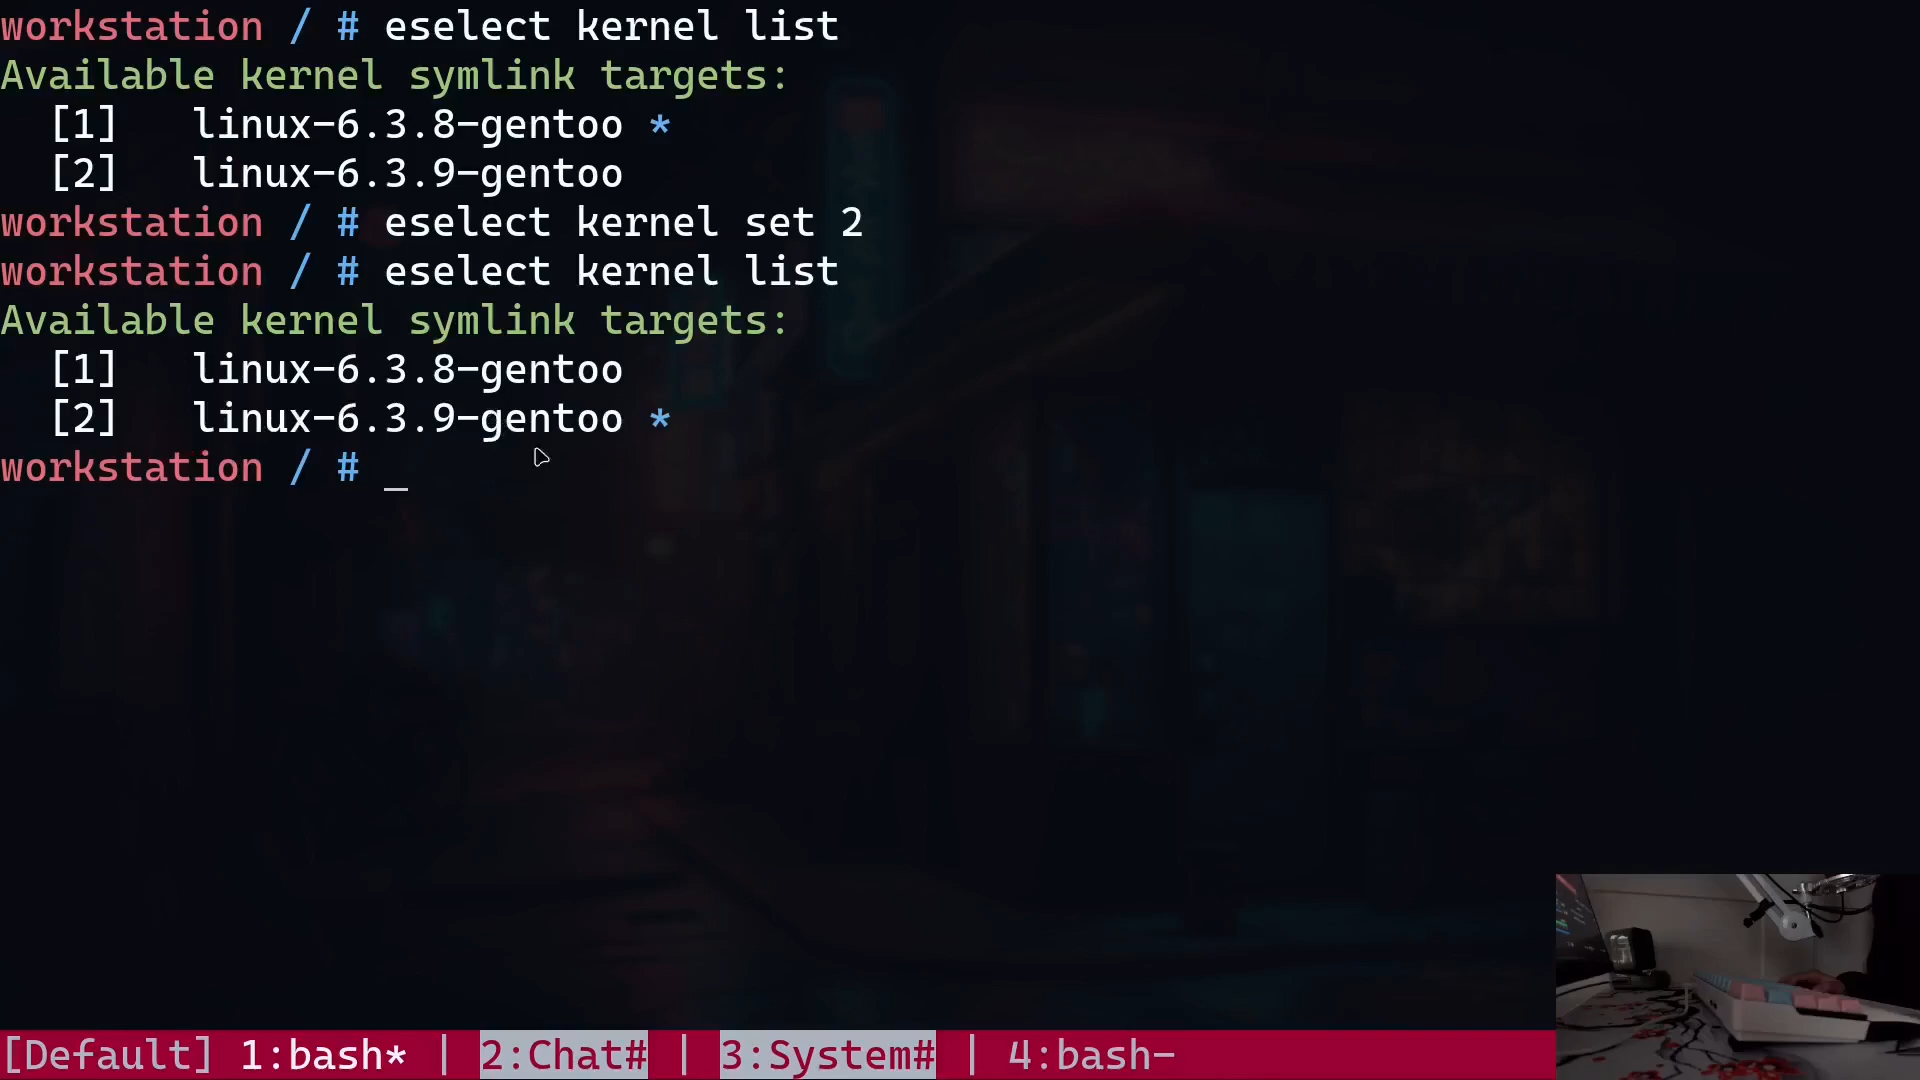 workstation / # eselect kernel list
Available kernel symlink targets:
  [1]   linux-6.3.8-gentoo *
  [2]   linux-6.3.9-gentoo
workstation / # eselect kernel set 2
workstation / # eselect kernel list
Available kernel symlink targets:
  [1]   linux-6.3.8-gentoo
  [2]   linux-6.3.9-gentoo *
workstation / # _
[Default] 1:bash* | 2:Chat# | 3:System# | 4:bash-